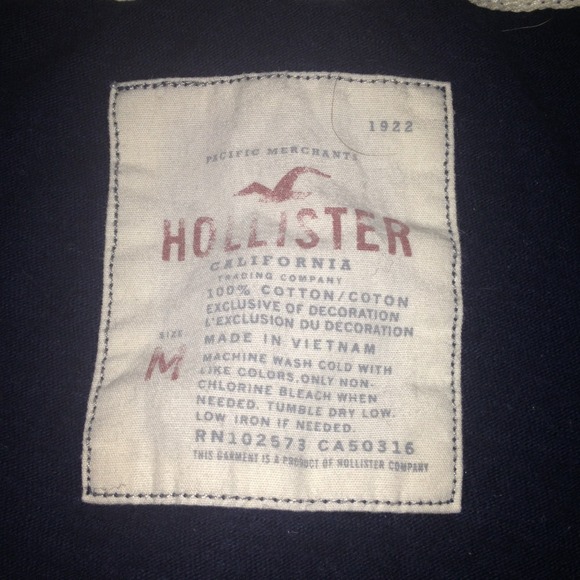 1922
PACIFIC MERCHANTS
HOLLISTER
CALIFORNIA
TRADING COMPANY
100% COTTON/COTON
EXCLUSIVE OF DECORATION
L'EXCLUSION DU DECORATION
MADE IN VIETNAM
SIZE
M
MACHINE WASH COLD WITH
LIKE COLORS.ONLY NON-
CHLORINE BLEACH WHEN
NEEDED. TUMBLE DRY LOW.
LOW IRON IF NEEDED.
RN102573 CA50316
THIS GARMENT IS A PRODUCT OF HOLLISTER COMPANY